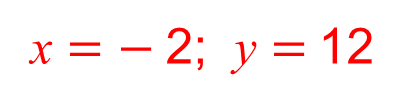 x = − 2; y = 12